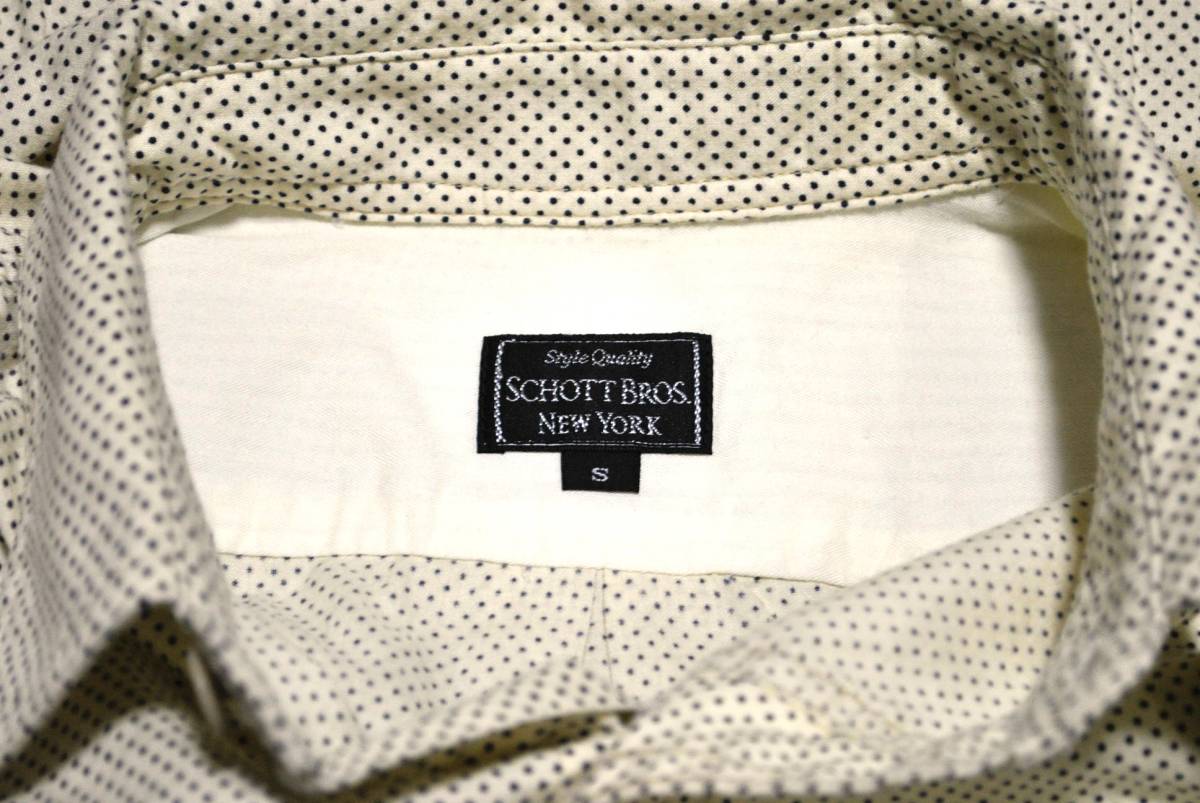 Style Quality
SCHOTT BROS.
NEW YORK
S